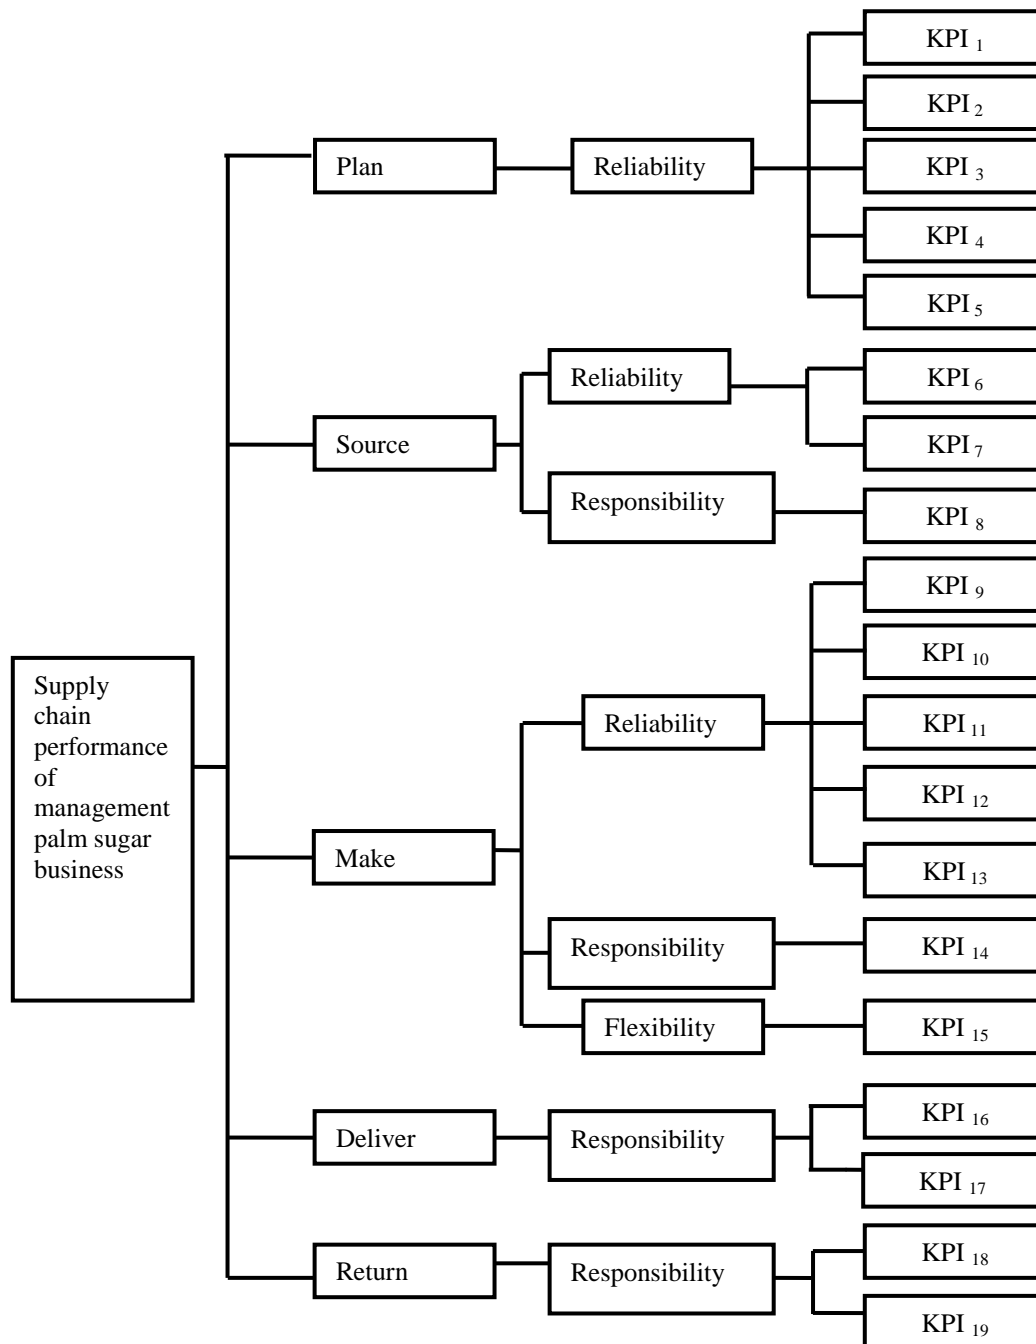 KPI 1
KPI 2
Plan
Reliability
KPI 3
KPI 4
KPI 5
Reliability
KPI 6
Source
KPI 7
Responsibility
KPI 8
KPI 9
KPI 10
Supply
chain
performance
of
management
palm sugar
business
Reliability
KPI 11
KPI 12
Make
KPI 13
Responsibility
KPI 14
Flexibility
KPI 15
KPI 16
Deliver
Responsibility
KPI 17
KPI 18
Return
Responsibility
KPI 19